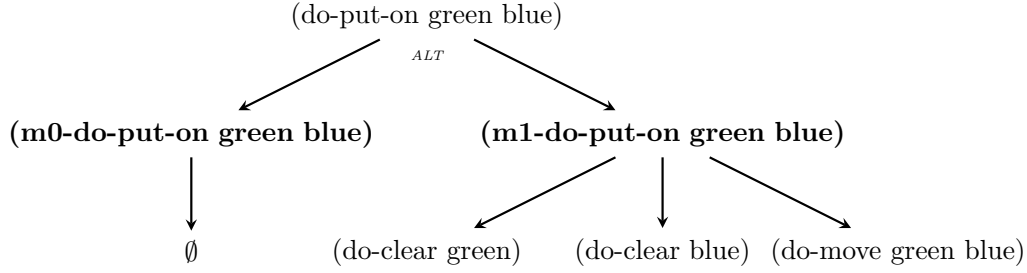 (do-put-on green blue)
ALT
(m0-do-put-on green blue) (m1-do-put-on green blue)
∅ (do-clear green) (do-clear blue) (do-move green blue)